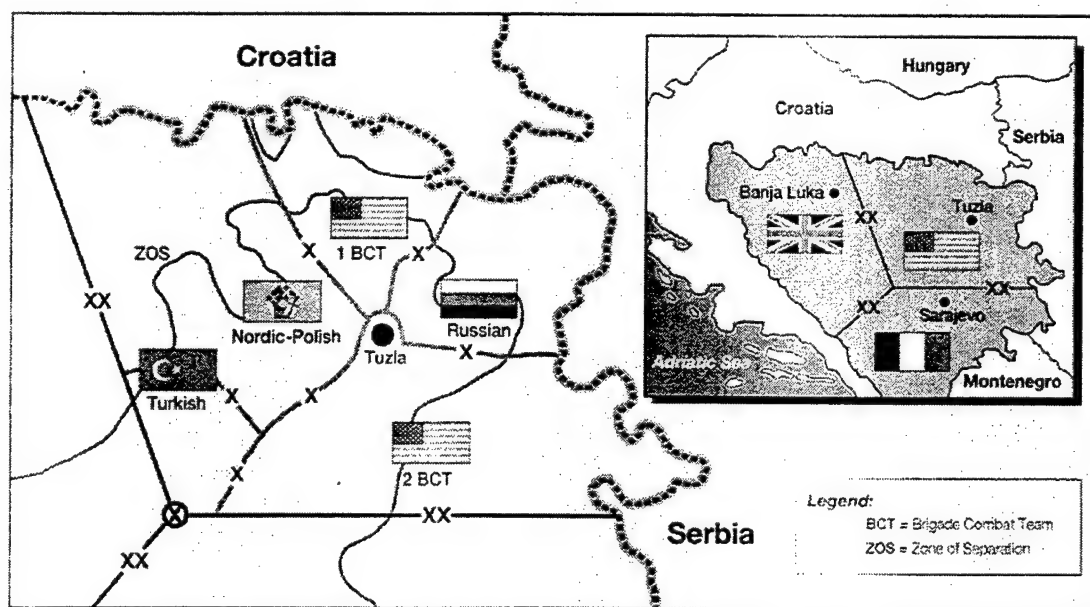 Croatia
ZOS
XX
1 BCT
X
X
Nordic-Polish
Tuzla
Russian
X
Turkish
X
X
2 BCT
X
X
XX
XX
Serbia
Hungary
Croatia
Serbia
Banja Luka
XX
Tuzla
XX
XX
Sarajevo
Adriatic Sea
Montenegro
Legend:
BCT = Brigade Combat Team
ZOS = Zone of Separation